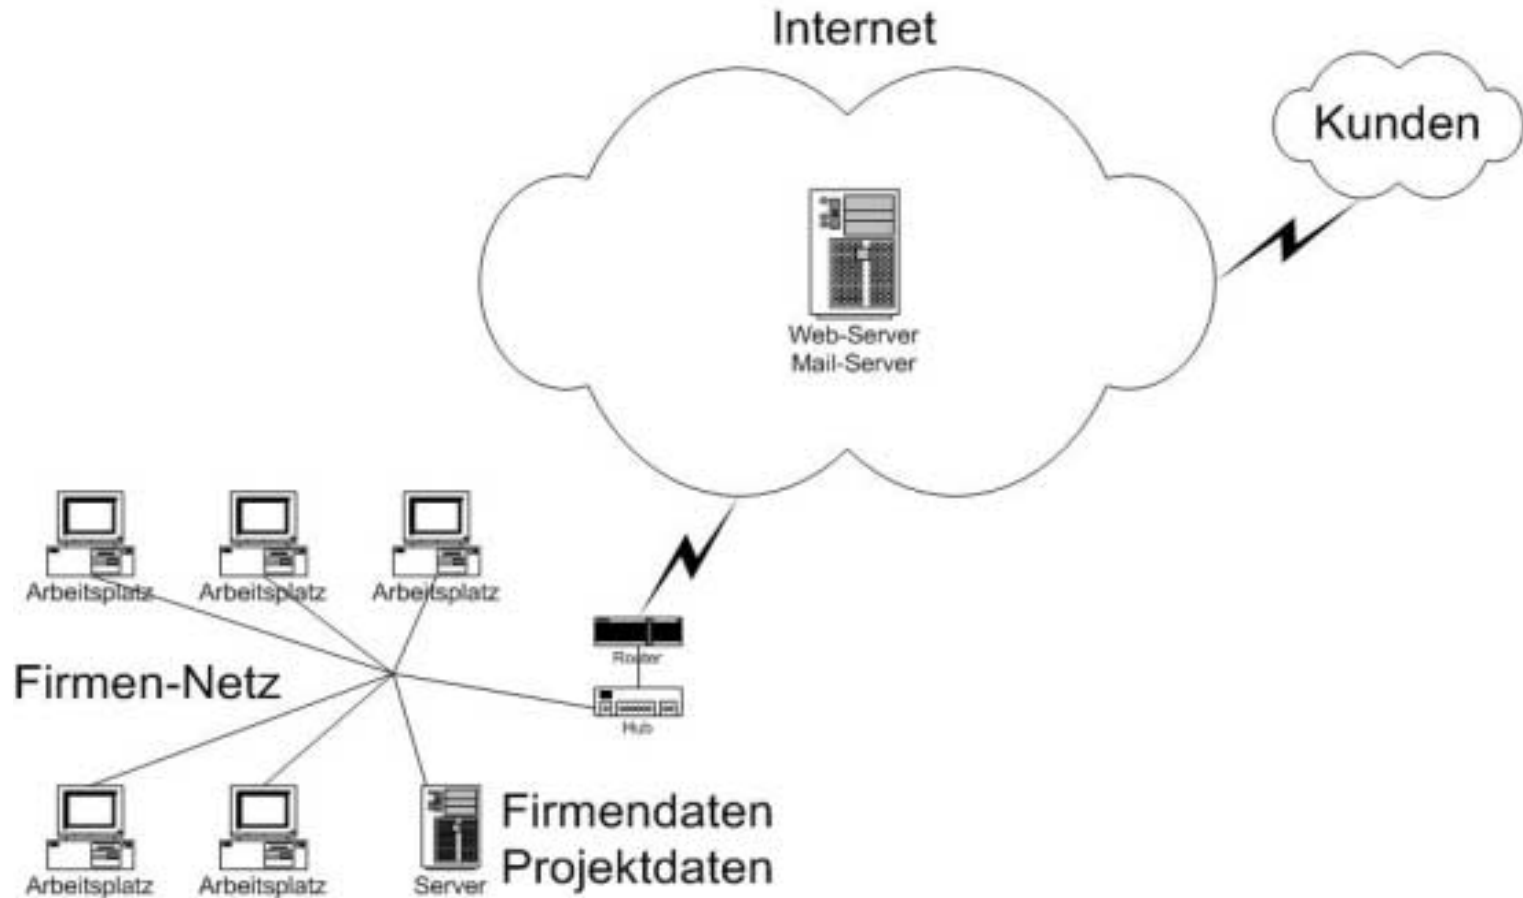 Internet
Kunden
Web-Server
Mail-Server
Arbeitsplatz
Arbeitsplatz
Arbeitsplatz
Router
Firmen-Netz
Hub
Firmendaten
Projektdaten
Arbeitsplatz
Arbeitsplatz
Server